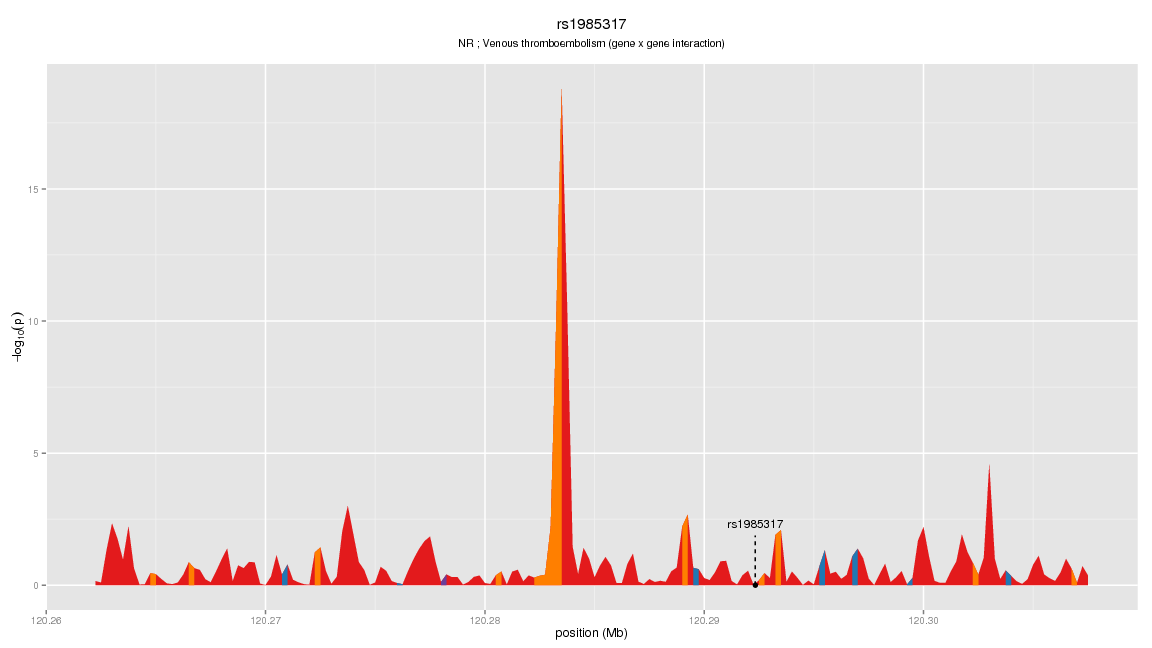 rs1985317
NR ; Venous thromboembolism (gene x gene interaction)
15
10
5
0
−log10(p)
rs1985317
120.26 120.27 120.28 120.29 120.30
position (Mb)